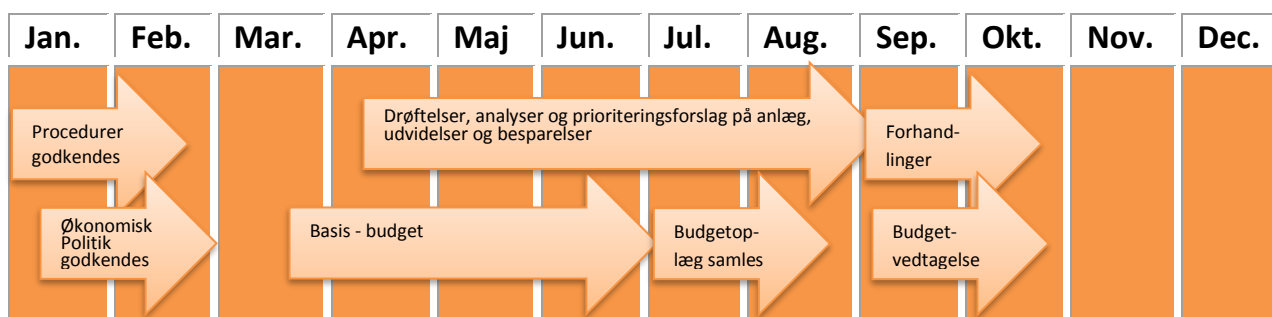 Jan. Feb. Mar. Apr. Maj Jun. Jul. Aug. Sep. Okt. Nov. Dec.
Procedurer
godkendes
Drøftelser, analyser og prioriteringsforslag på anlæg,
udvidelser og besparelser
Forhand-
linger
Økonomisk
Politik
godkendes
Basis - budget
Budgetop-
læg samles
Budget-
vedtagelse